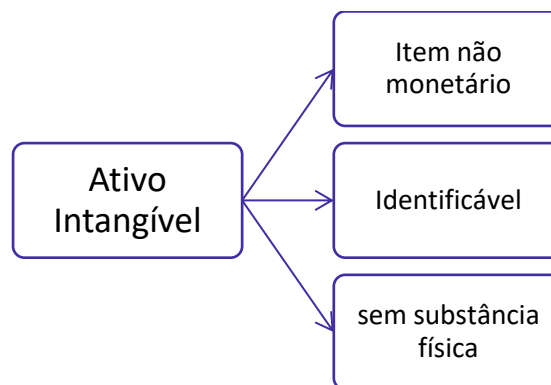 Ativo
Intangível
Item não
monetário
Identificável
sem substância
física